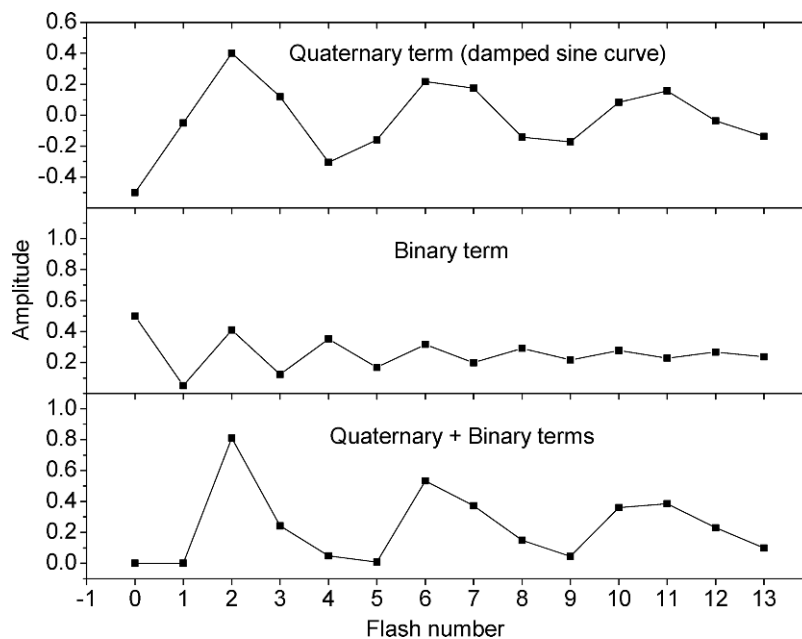 0.6
0.4
0.2
0.0
-0.2
-0.4
Quaternary term (damped sine curve)
1.0
0.8
0.6
0.4
0.2
Binary term
Amplitude
1.0
0.8
0.6
0.4
0.2
0.0
Quaternary + Binary terms
-1 0 1 2 3 4 5 6 7 8 9 10 11 12 13
Flash number